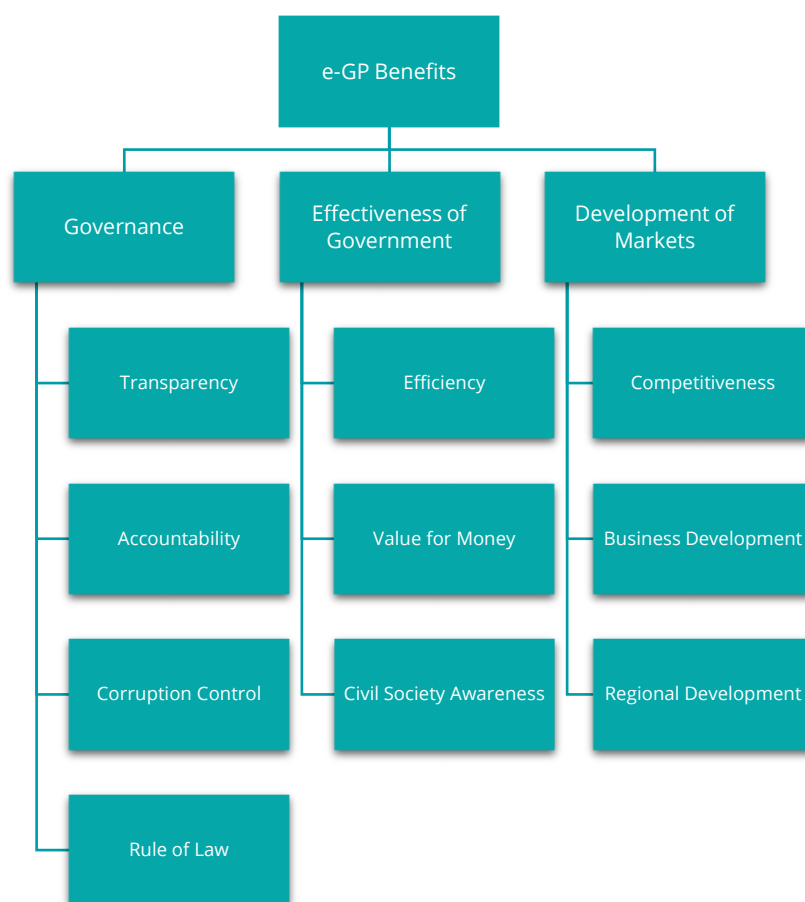 e-GP Benefits
Governance
Effectiveness of
Government
Development of
Markets
Transparency
Efficiency
Competitiveness
Accountability
Value for Money
Business Development
Corruption Control
Civil Society Awareness
Regional Development
Rule of Law